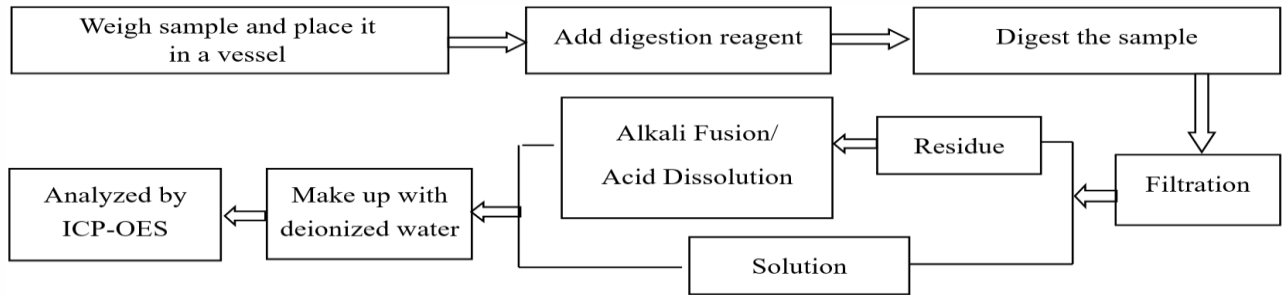 Weigh sample and place it
in a vessel
Add digestion reagent
Digest the sample
Filtration
Residue
Alkali Fusion/
Acid Dissolution
Solution
Make up with
deionized water
Analyzed by
ICP-OES